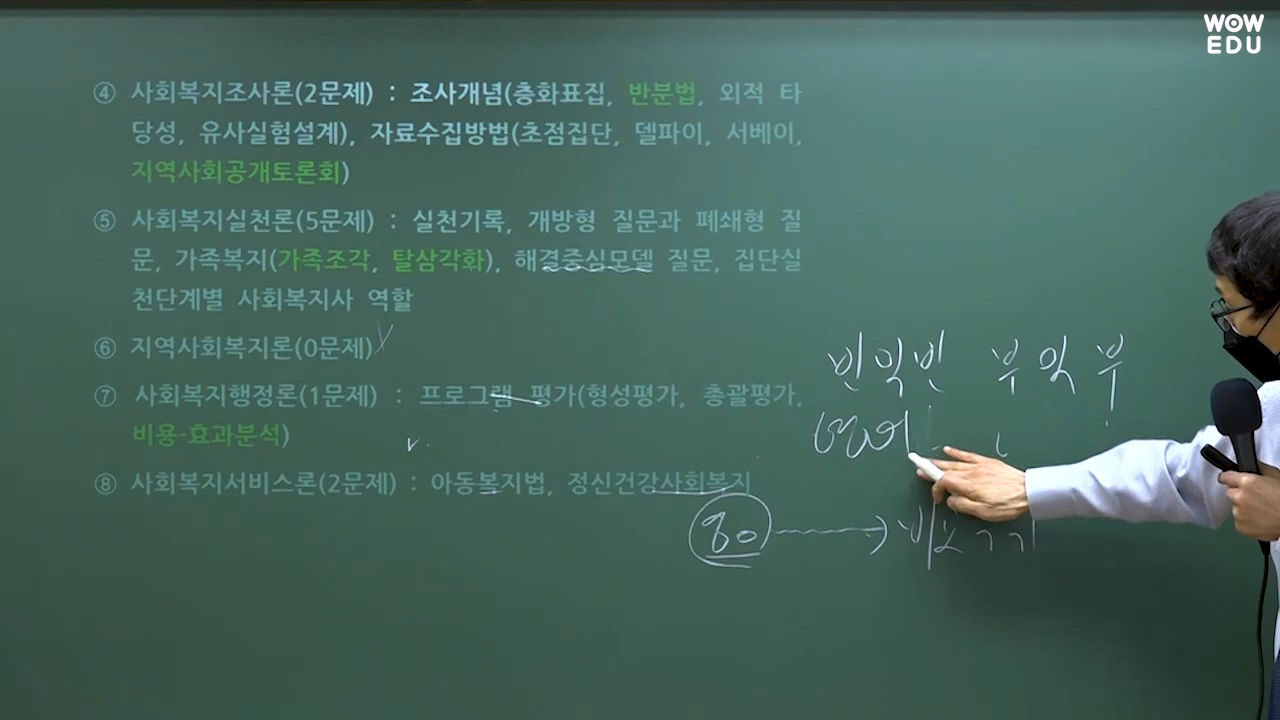 WOW
EDU
④ 사회복지조사론(2문제) : 조사개념(층화표집, 반분법, 외적 타
당성, 유사실험설계), 자료수집방법(초점집단, 델파이, 서베이,
지역사회공개토론회)
⑤ 사회복지실천론(5문제) : 실천기록, 개방형 질문과 폐쇄형 질
문, 가족복지(가족조각, 탈삼각화), 해결중심모델 질문, 집단실
천단계별 사회복지사 역할
⑥ 지역사회복지론(0문제)
⑦ 사회복지행정론(1문제) : 프로그램 평가(형성평가, 총괄평가,
비용-효과분석)
⑧ 사회복지서비스론(2문제) : 아동복지법, 정신건강사회복지
빈익빈 부익부
영어
80